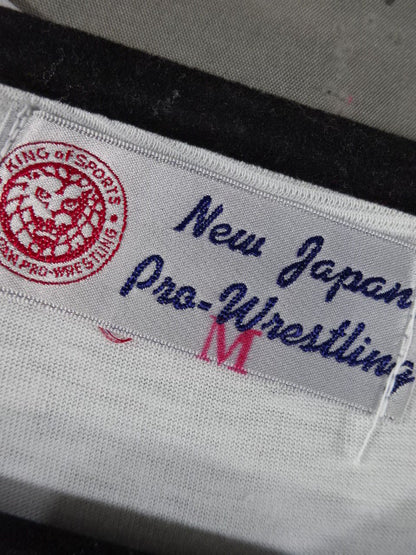 KING of SPORTS
PAN PRO-WRESTLING
New Japan
Pro-Wrestling
M